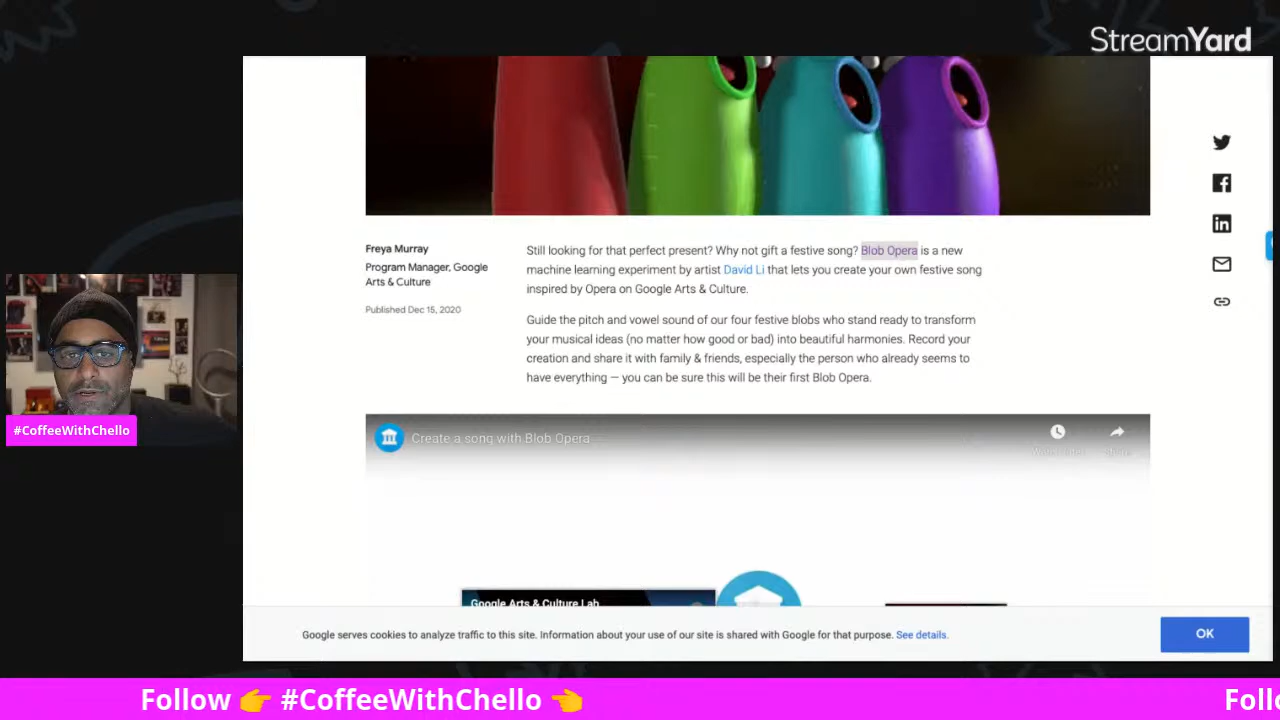 StreamYard
Freya Murray
Program Manager, Google
Arts & Culture
Published Dec 15, 2020
Still looking for that perfect present? Why not gift a festive song? Blob Opera is a new
machine learning experiment by artist David Li that lets you create your own festive song
inspired by Opera on Google Arts & Culture.
Guide the pitch and vowel sound of our four festive blobs who stand ready to transform
your musical ideas (no matter how good or bad) into beautiful harmonies. Record your
creation and share it with family & friends, especially the person who already seems to
have everything — you can be sure this will be their first Blob Opera.
#CoffeeWithChello
Create a song with Blob Opera
Google Arts & Culture Lab
Google serves cookies to analyze traffic to this site. Information about your use of our site is shared with Google for that purpose. See details.
OK
Follow 👉 #CoffeeWithChello 👈
Follo